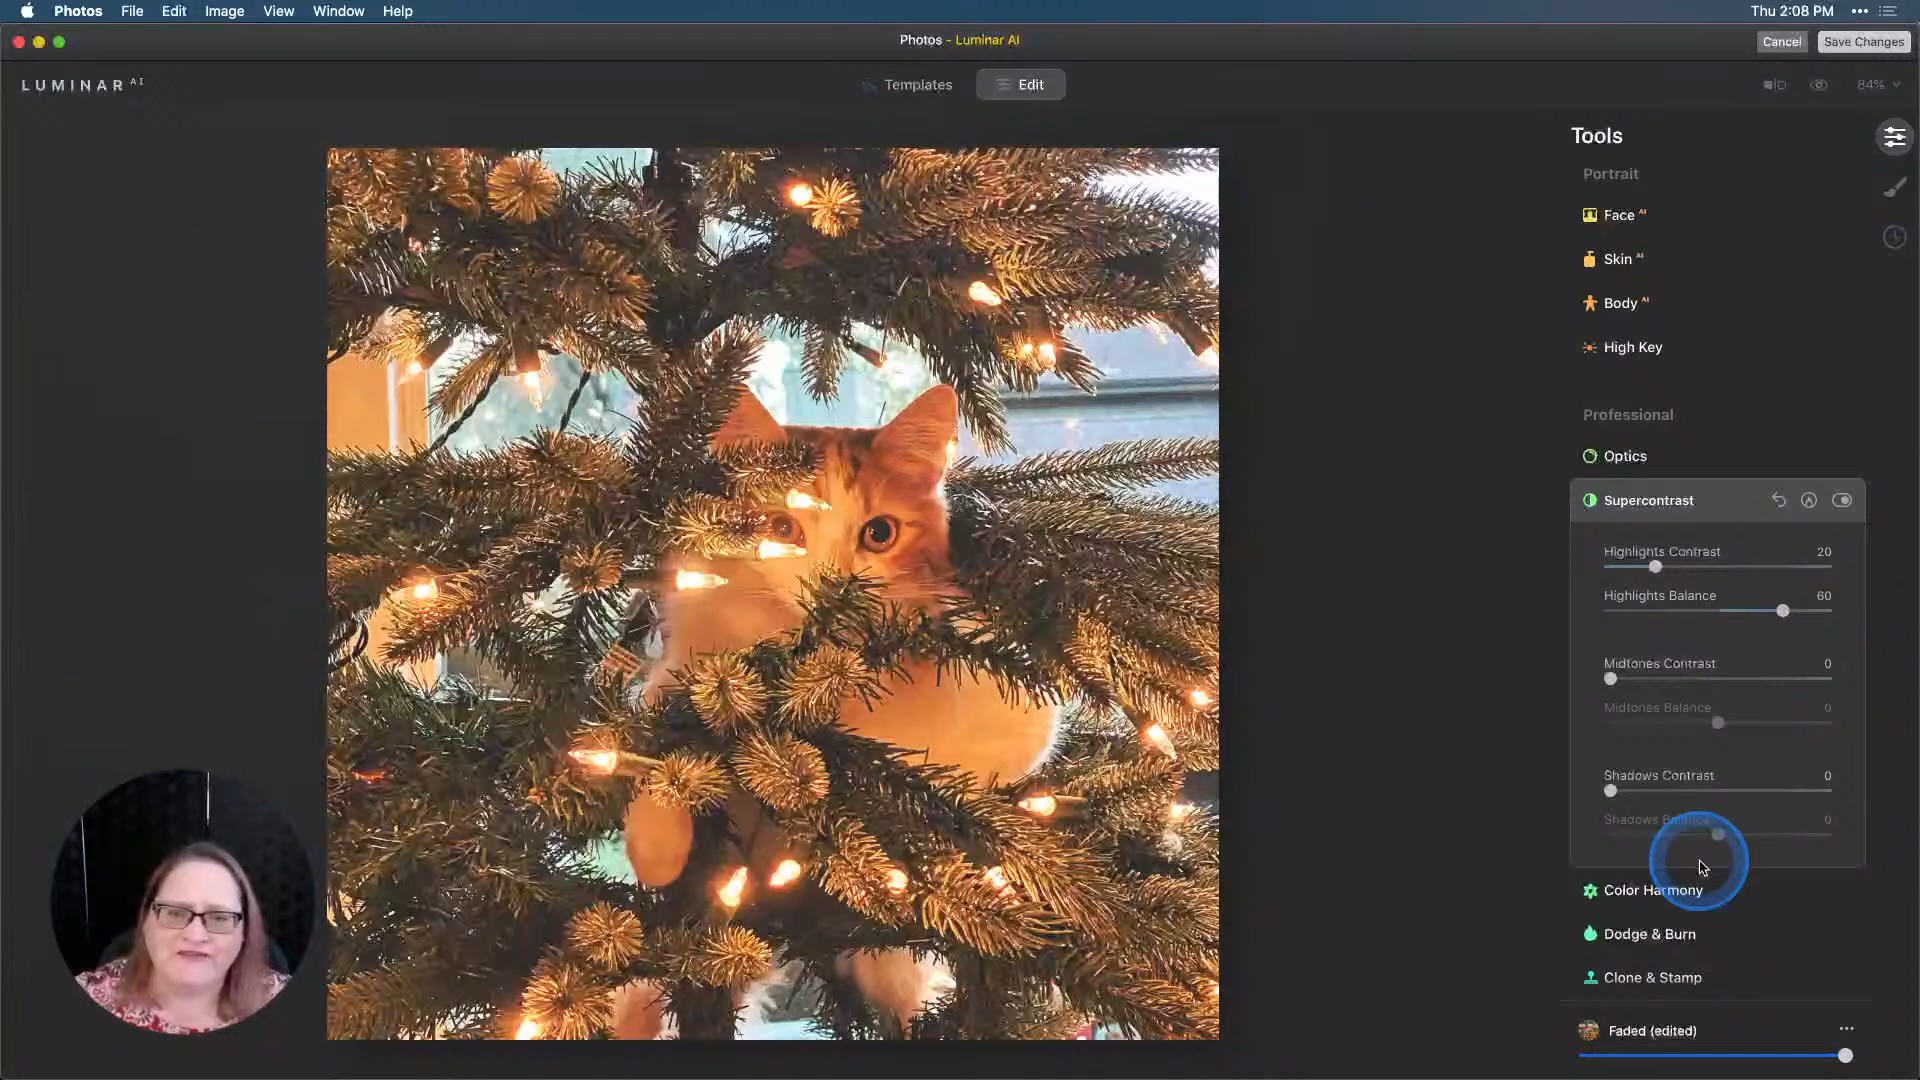 Photos File Edit Image View Window Help Thu 2:08 PM
Photos - Luminar AI Cancel Save Changes
LUMINAR AI Templates Edit 84%
Tools
Portrait
Face AI
Skin AI
Body AI
High Key
Professional
Optics
Supercontrast
Highlights Contrast 20
Highlights Balance 60
Midtones Contrast 0
Midtones Balance 0
Shadows Contrast 0
Shadows Balance 0
Color Harmony
Dodge & Burn
Clone & Stamp
Faded (edited)